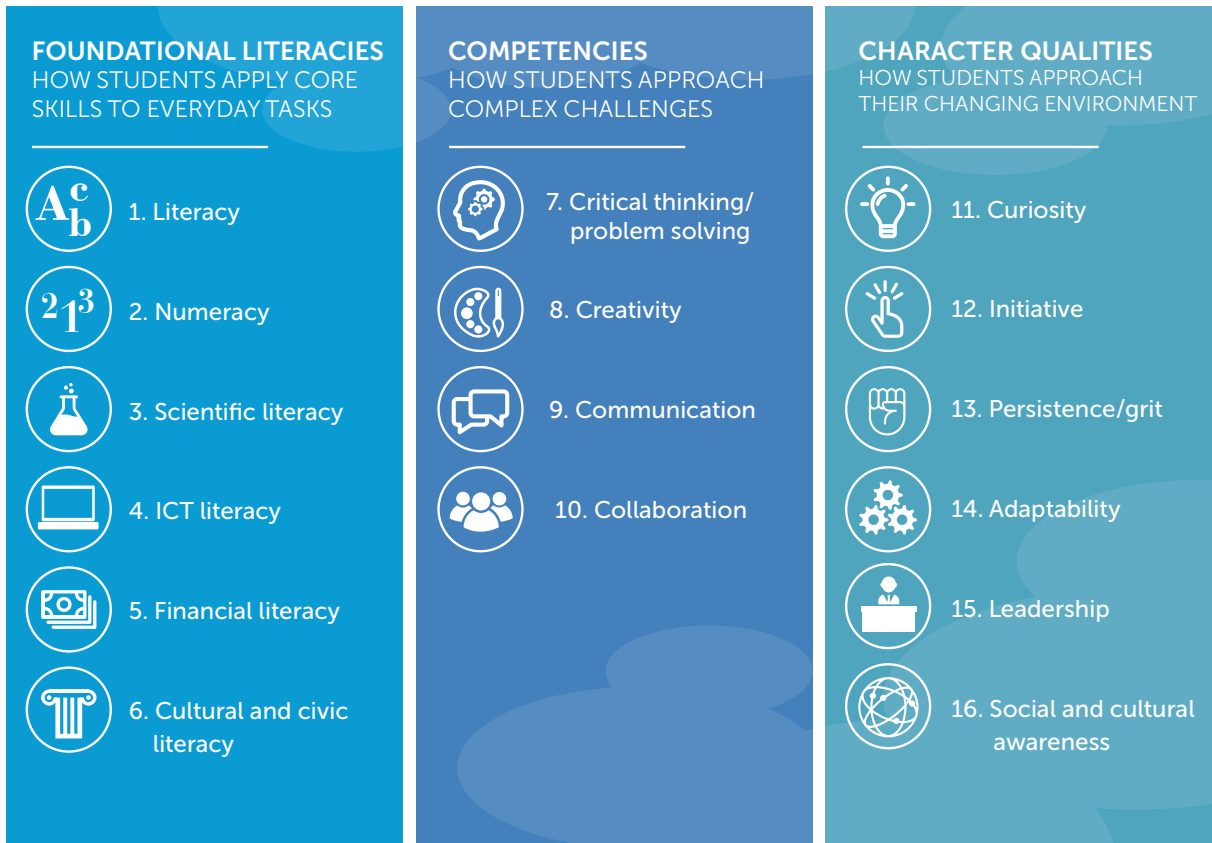 FOUNDATIONAL LITERACIES
HOW STUDENTS APPLY CORE
SKILLS TO EVERYDAY TASKS
A c b
1. Literacy
2 1 3
2. Numeracy
3. Scientific literacy
4. ICT literacy
5. Financial literacy
6. Cultural and civic
literacy
COMPETENCIES
HOW STUDENTS APPROACH
COMPLEX CHALLENGES
7. Critical thinking/
problem solving
8. Creativity
9. Communication
10. Collaboration
CHARACTER QUALITIES
HOW STUDENTS APPROACH
THEIR CHANGING ENVIRONMENT
11. Curiosity
12. Initiative
13. Persistence/grit
14. Adaptability
15. Leadership
16. Social and cultural
awareness